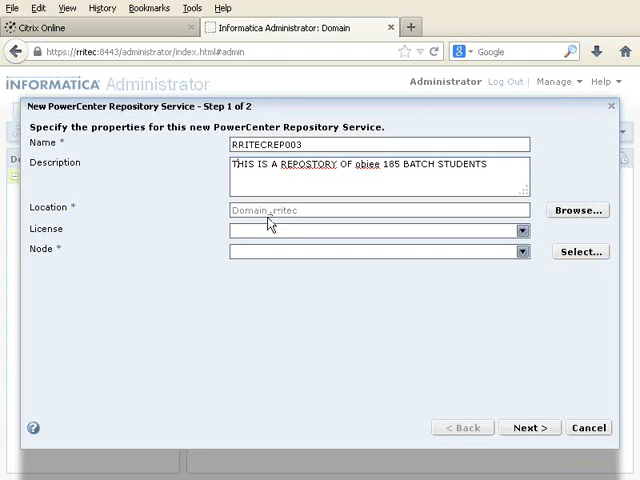 File Edit View History Bookmarks Tools Help
Citrix Online × Informatica Administrator: Domain × +
https://rritec:8443/administrator/index.html#admin Google
INFORMATICA Administrator Administrator Log Out Manage Help
New PowerCenter Repository Service - Step 1 of 2
Specify the properties for this new PowerCenter Repository Service.
Name * RRITECREP003
Description THIS IS A REPOSTORY OF obiee 185 BATCH STUDENTS
Location * Domain_rritec Browse...
License
Node * Select...
? < Back Next > Cancel